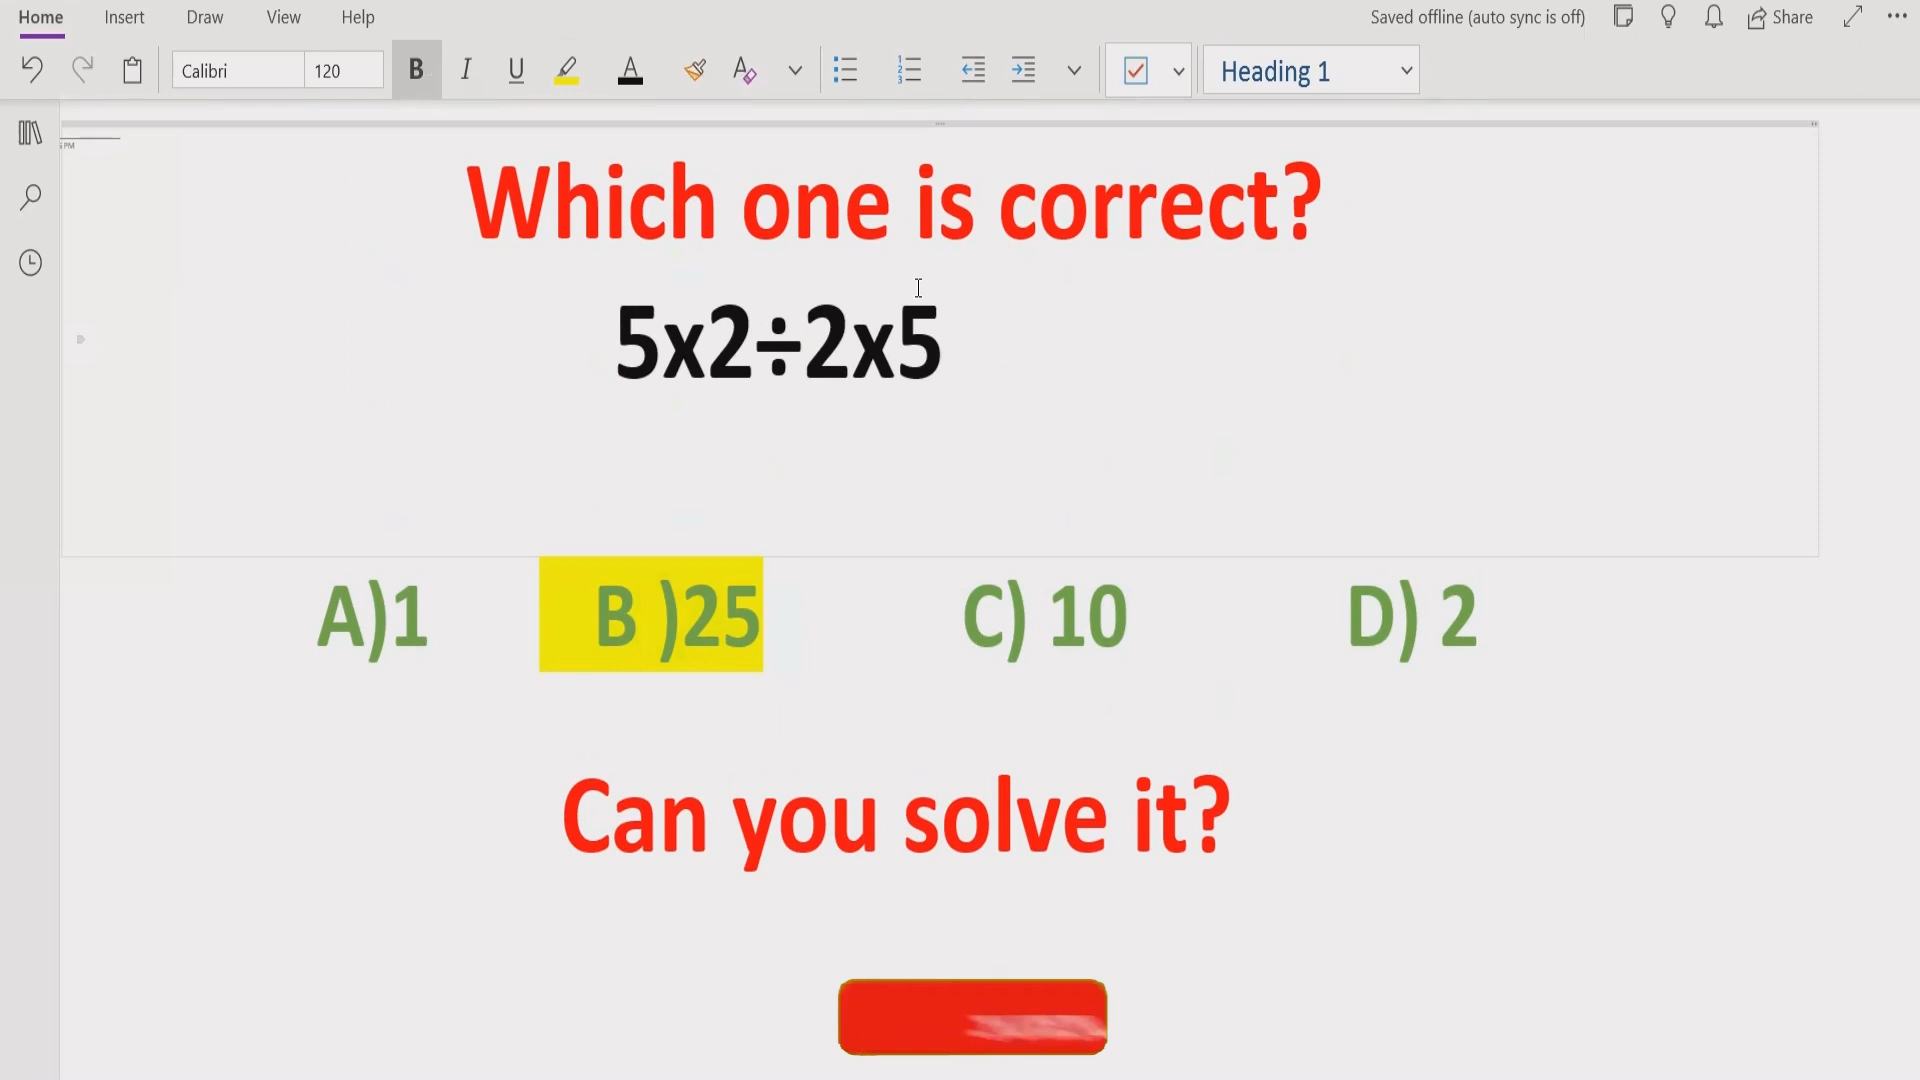 Home Insert Draw View Help Saved offline (auto sync is off) Share
Calibri 120 B I U A A Heading 1
PM
Which one is correct?
5x2÷2x5
A)1 B )25 C) 10 D) 2
Can you solve it?